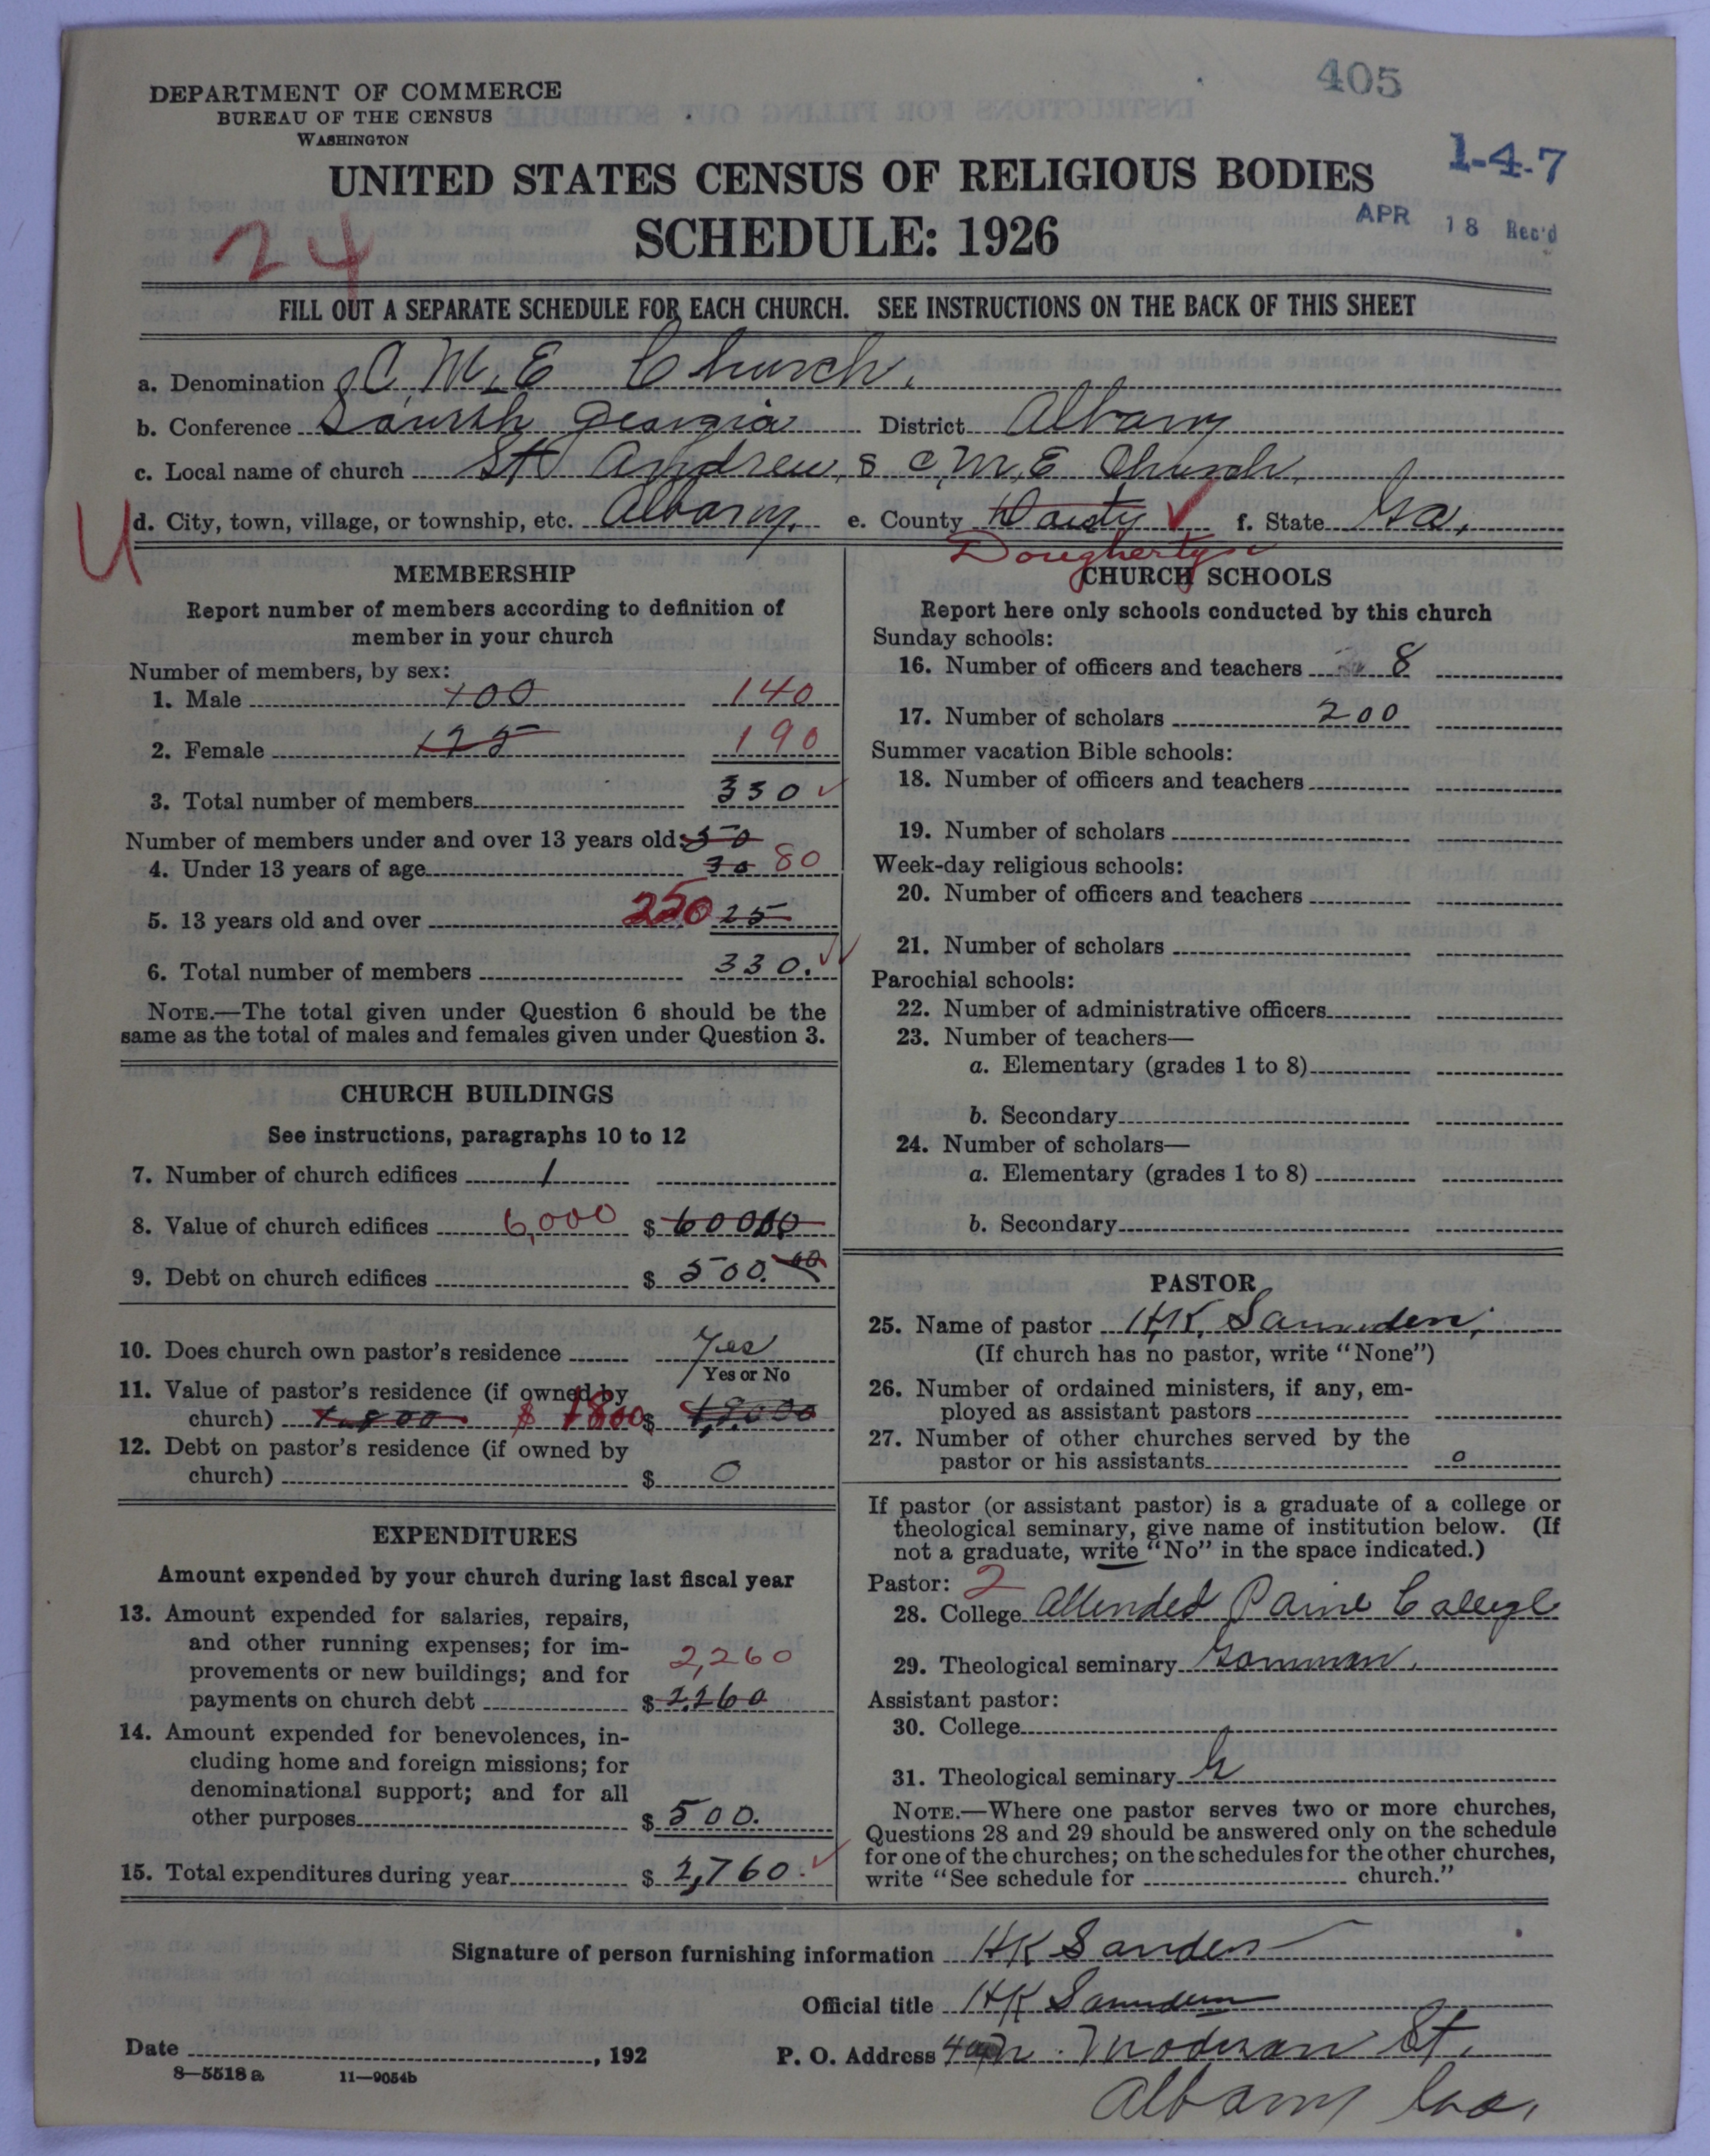 405
DEPARTMENT OF COMMERCE
BUREAU OF THE CENSUS
WASHINGTON
1-4-7
UNITED STATES CENSUS OF RELIGIOUS BODIES
SCHEDULE: 1926
APR 18 Rec'd
24
FILL OUT A SEPARATE SCHEDULE FOR EACH CHURCH. SEE INSTRUCTIONS ON THE BACK OF THIS SHEET
a. Denomination C.M.E Church.
b. Conference South Georgia District Albany
c. Local name of church St Andrew,s C.M.E Church.
d. City, town, village, or township, etc. Albany. e. County f. State Ga.
U
Dougherty
MEMBERSHIP
Report number of members according to definition of
member in your church
Number of members, by sex:
1. Male 100 140
2. Female 125 190
3. Total number of members 330
Number of members under and over 13 years old: 50
4. Under 13 years of age 30 80
5. 13 years old and over 250 25
6. Total number of members 330.
NOTE.—The total given under Question 6 should be the
same as the total of males and females given under Question 3.
CHURCH BUILDINGS
See instructions, paragraphs 10 to 12
7. Number of church edifices 1
8. Value of church edifices 6,000 $
9. Debt on church edifices $ 500.00
10. Does church own pastor's residence Yes
Yes or No
11. Value of pastor's residence (if owned by
church) 1,800 $ 1800 $
12. Debt on pastor's residence (if owned by
church) $ 0
EXPENDITURES
Amount expended by your church during last fiscal year
13. Amount expended for salaries, repairs,
and other running expenses; for im-
provements or new buildings; and for 2,260
payments on church debt $ 2260
14. Amount expended for benevolences, in-
cluding home and foreign missions; for
denominational support; and for all
other purposes $ 500.
15. Total expenditures during year $ 2,760.
CHURCH SCHOOLS
Report here only schools conducted by this church
Sunday schools:
16. Number of officers and teachers 8
17. Number of scholars 200
Summer vacation Bible schools:
18. Number of officers and teachers
19. Number of scholars
Week-day religious schools:
20. Number of officers and teachers
21. Number of scholars
Parochial schools:
22. Number of administrative officers
23. Number of teachers—
a. Elementary (grades 1 to 8)
b. Secondary
24. Number of scholars—
a. Elementary (grades 1 to 8)
b. Secondary
PASTOR
25. Name of pastor H.K. Saunders.
(If church has no pastor, write "None")
26. Number of ordained ministers, if any, em-
ployed as assistant pastors
27. Number of other churches served by the
pastor or his assistants 0
If pastor (or assistant pastor) is a graduate of a college or
theological seminary, give name of institution below. (If
not a graduate, write "No" in the space indicated.)
Pastor: 2
28. College Attended Paine College
29. Theological seminary
Assistant pastor:
30. College
31. Theological seminary
NOTE.—Where one pastor serves two or more churches,
Questions 28 and 29 should be answered only on the schedule
for one of the churches; on the schedules for the other churches,
write "See schedule for church."
Signature of person furnishing information HK Sanders
Official title HK Saunders
Date , 192 P. O. Address St.
8—5518 a 11—9054b
Albany Ga.